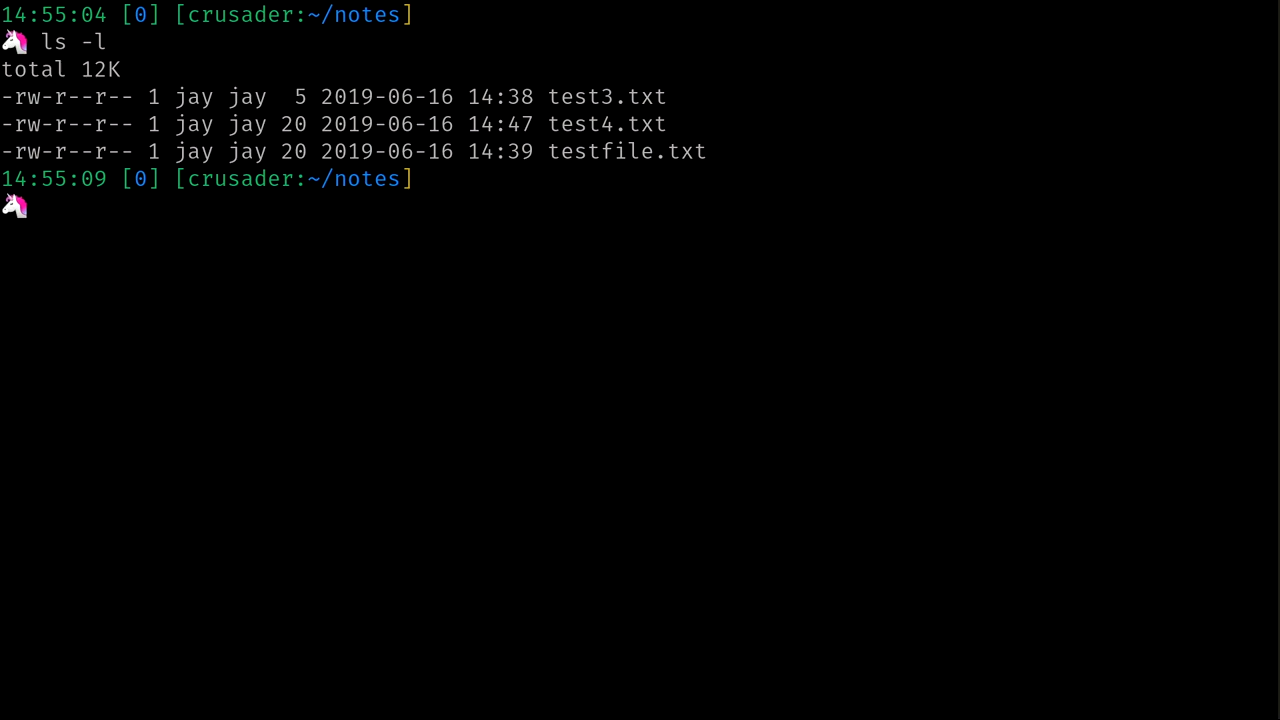 14:55:04 [0] [crusader:~/notes]
🦄 ls -l
total 12K
-rw-r--r-- 1 jay jay  5 2019-06-16 14:38 test3.txt
-rw-r--r-- 1 jay jay 20 2019-06-16 14:47 test4.txt
-rw-r--r-- 1 jay jay 20 2019-06-16 14:39 testfile.txt
14:55:09 [0] [crusader:~/notes]
🦄